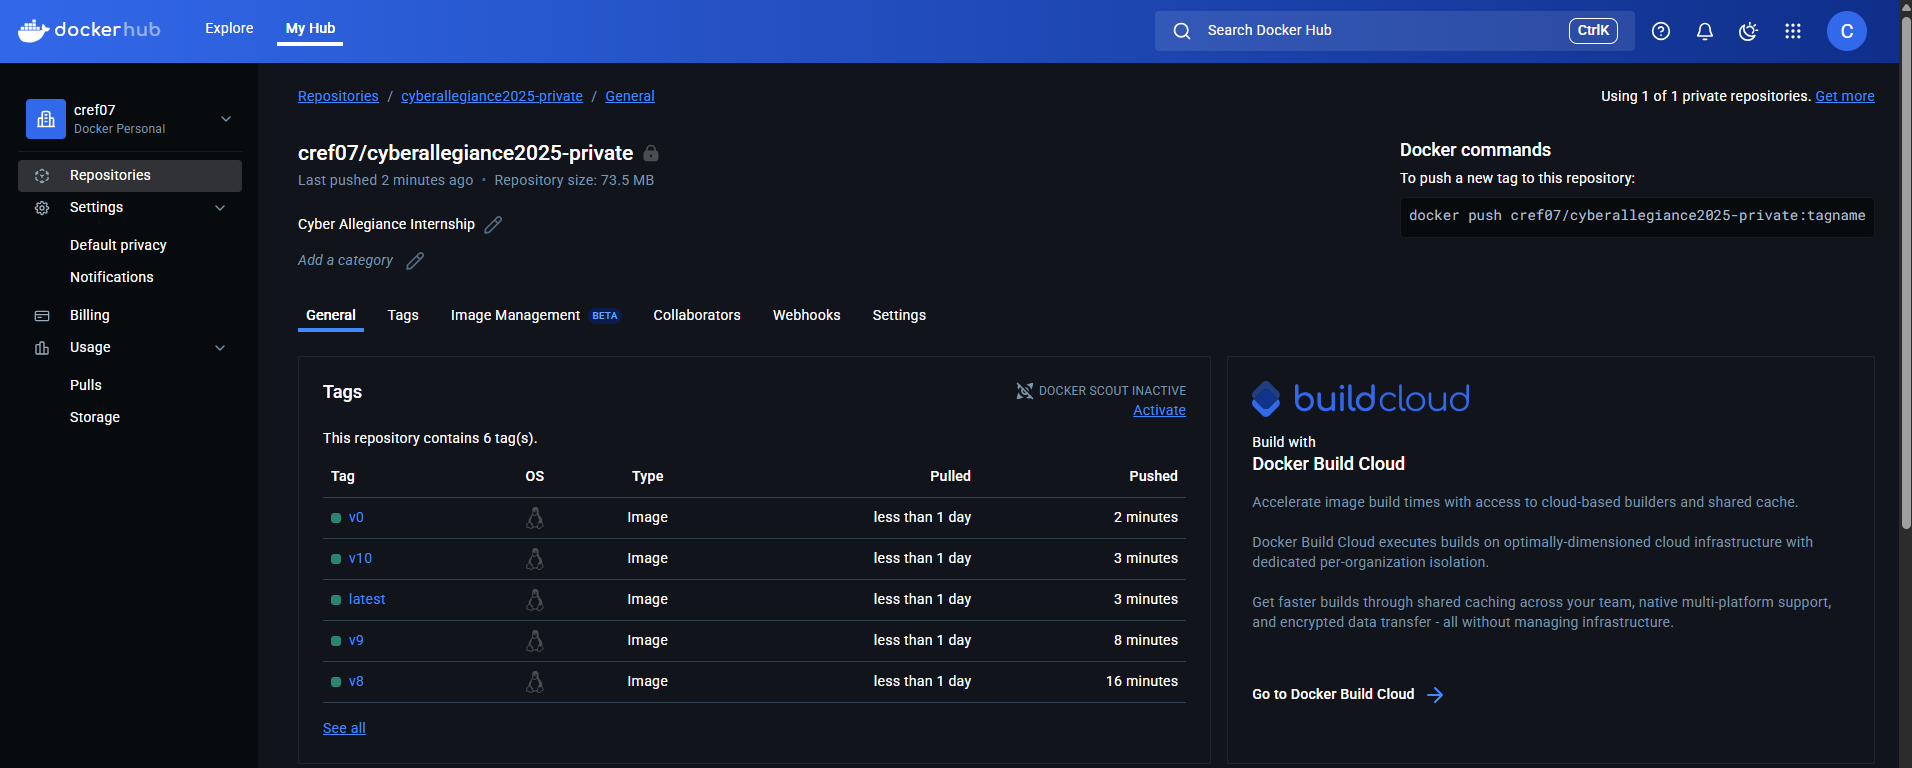 dockerhub
Explore
My Hub
Search Docker Hub
CtrlK
C
cref07
Docker Personal
Repositories
Settings
Default privacy
Notifications
Billing
Usage
Pulls
Storage
Repositories / cyberallegiance2025-private / General
Using 1 of 1 private repositories. Get more
cref07/cyberallegiance2025-private
Last pushed 2 minutes ago • Repository size: 73.5 MB
Cyber Allegiance Internship
Add a category
Docker commands
To push a new tag to this repository:
docker push cref07/cyberallegiance2025-private:tagname
General Tags Image Management BETA Collaborators Webhooks Settings
Tags
DOCKER SCOUT INACTIVE
Activate
This repository contains 6 tag(s).
Tag OS Type Pulled Pushed
v0 Image less than 1 day 2 minutes
v10 Image less than 1 day 3 minutes
latest Image less than 1 day 3 minutes
v9 Image less than 1 day 8 minutes
v8 Image less than 1 day 16 minutes
See all
buildcloud
Build with
Docker Build Cloud
Accelerate image build times with access to cloud-based builders and shared cache.
Docker Build Cloud executes builds on optimally-dimensioned cloud infrastructure with
dedicated per-organization isolation.
Get faster builds through shared caching across your team, native multi-platform support,
and encrypted data transfer - all without managing infrastructure.
Go to Docker Build Cloud